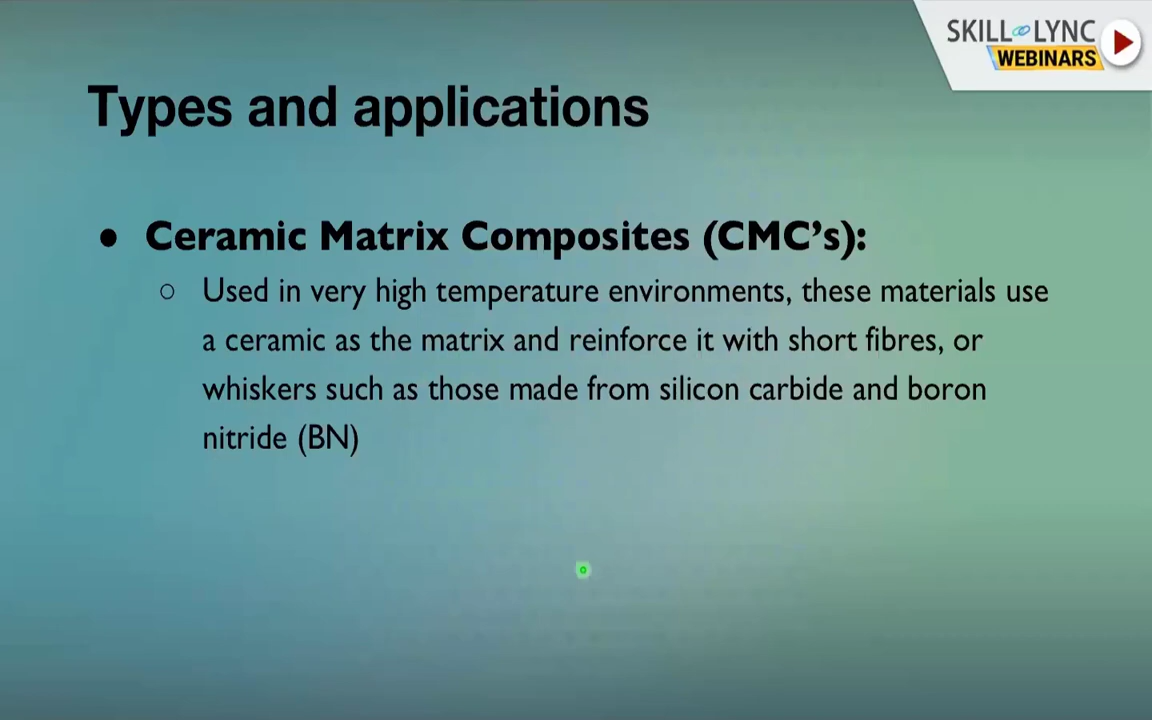 SKILL LYNC
WEBINARS
Types and applications
● Ceramic Matrix Composites (CMC’s):
○ Used in very high temperature environments, these materials use
a ceramic as the matrix and reinforce it with short fibres, or
whiskers such as those made from silicon carbide and boron
nitride (BN)